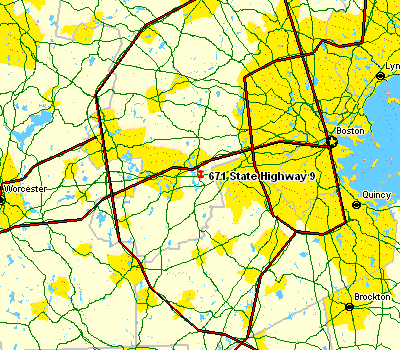 Lyn
Boston
671 State Highway 9
Worcester
Quincy
Brockton